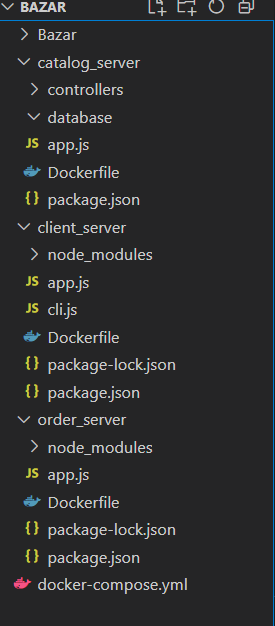 BAZAR
Bazar
catalog_server
controllers
database
JS app.js
Dockerfile
{} package.json
client_server
node_modules
JS app.js
JS cli.js
Dockerfile
{} package-lock.json
{} package.json
order_server
node_modules
JS app.js
Dockerfile
{} package-lock.json
{} package.json
docker-compose.yml